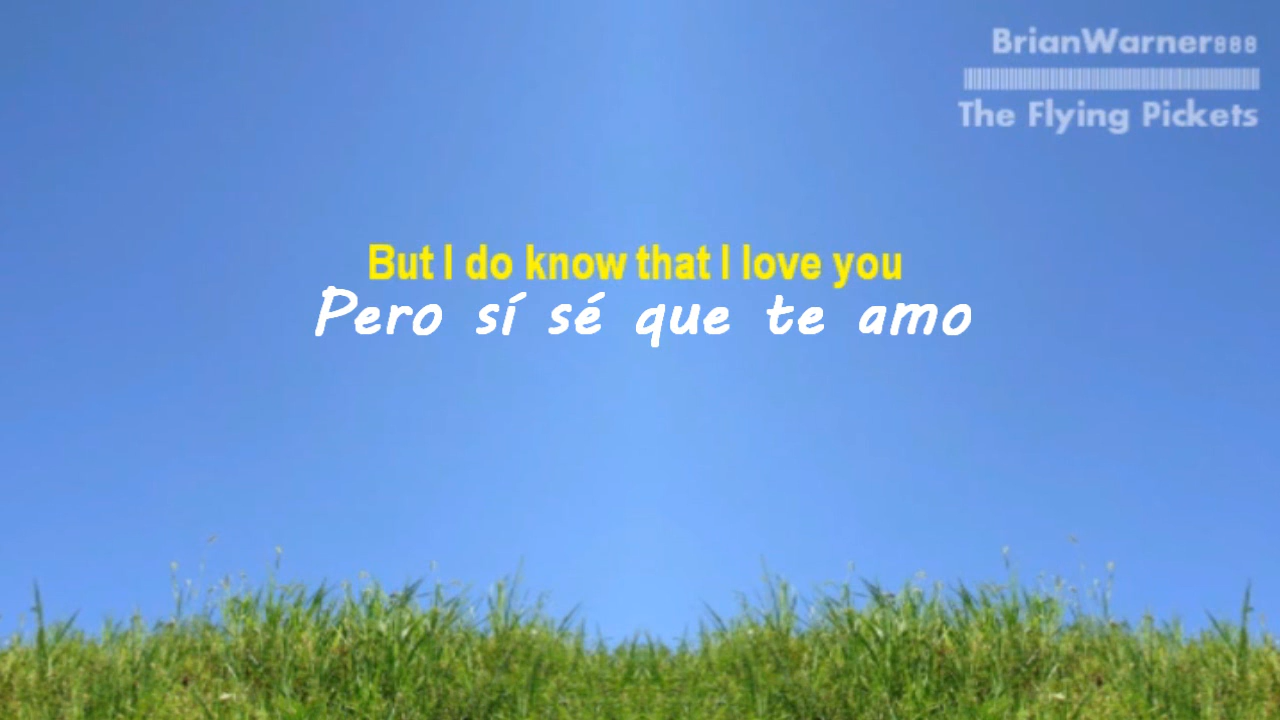 BrianWarner888
The Flying Pickets
But I do know that I love you
Pero sí sé que te amo